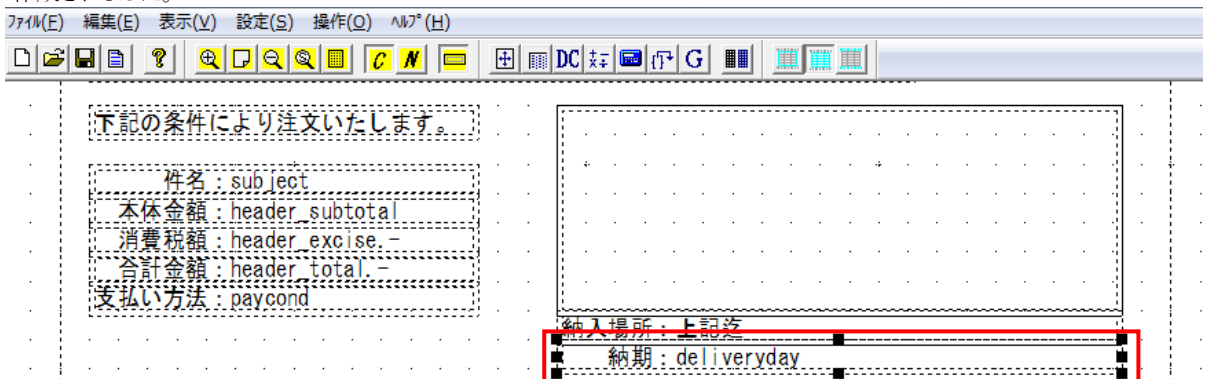 ﾌｧｲﾙ(F) 編集(E) 表示(V) 設定(S) 操作(O) ﾍﾙﾌﾟ(H)
? C N DC G
下記の条件により注文いたします。
件名：subject
本体金額：header_subtotal
消費税額：header_excise.-
合計金額：header_total.-
支払い方法：paycond
納入場所：上記迄
納期：deliveryday